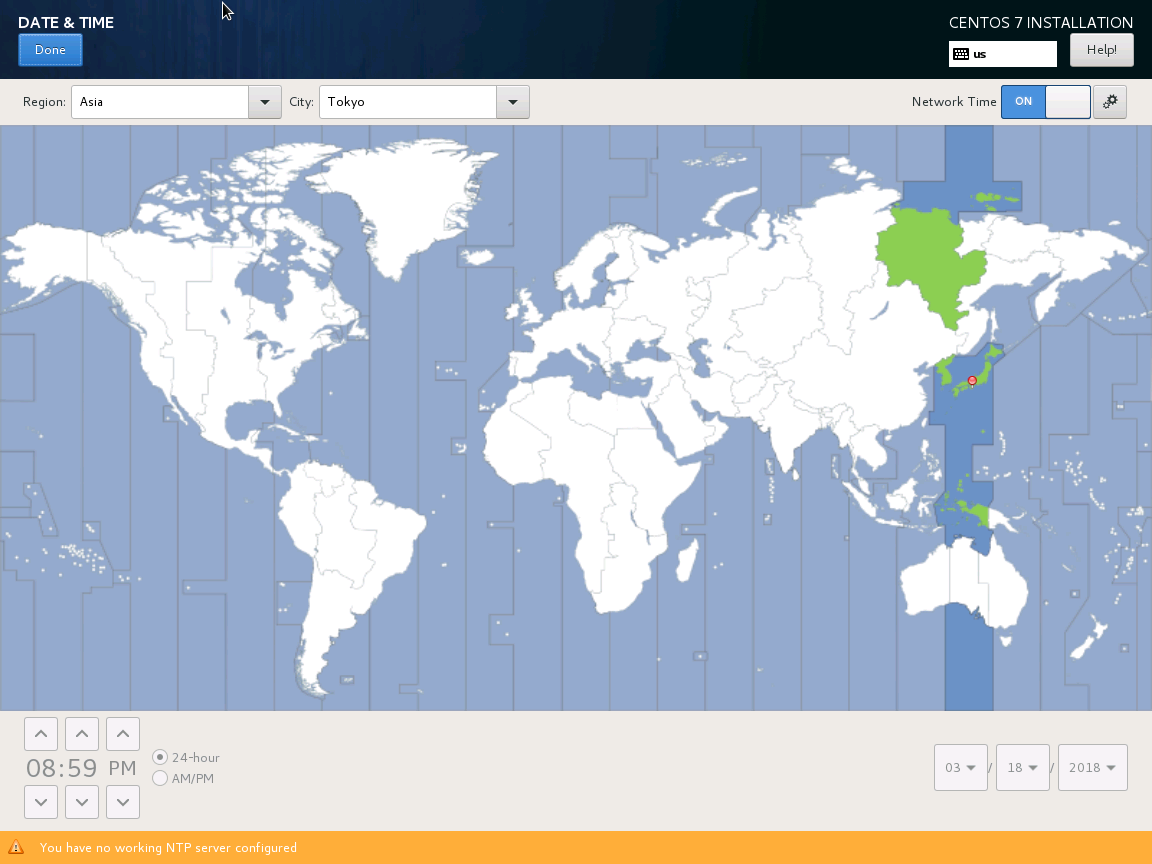 DATE & TIME
CENTOS 7 INSTALLATION
Done
us
Help!
Region:
Asia
City:
Tokyo
Network Time
ON
08:59 PM
24-hour
AM/PM
03 / 18 / 2018
You have no working NTP server configured